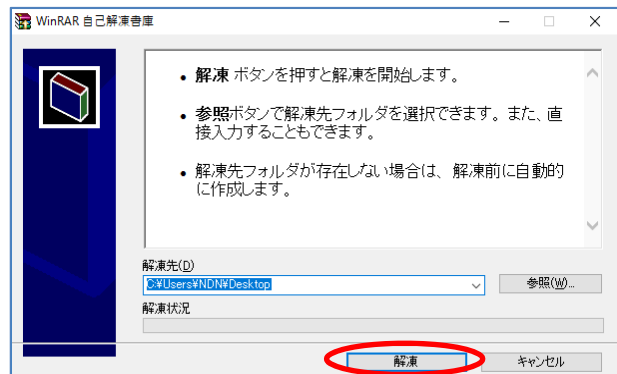 WinRAR 自己解凍書庫
• 解凍 ボタンを押すと解凍を開始します。
• 参照ボタンで解凍先フォルダを選択できます。また、直
接入力することもできます。
• 解凍先フォルダが存在しない場合は、解凍前に自動的
に作成します。
解凍先(D)
C:¥Users¥NDN¥Desktop
参照(W)...
解凍状況
解凍
キャンセル